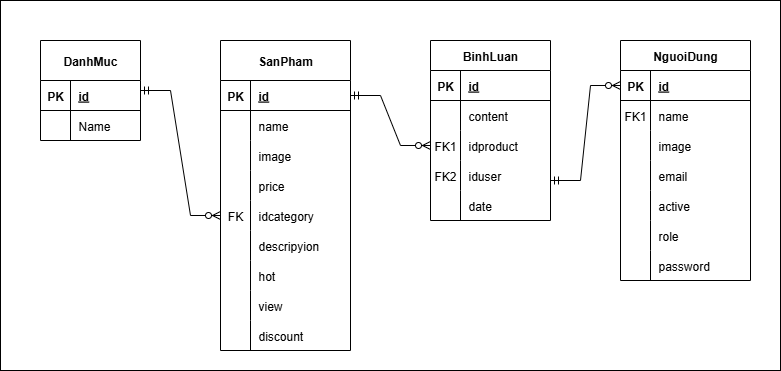 DanhMuc
PK id
Name
SanPham
PK id
name
image
price
FK idcategory
descripyion
hot
view
discount
BinhLuan
PK id
content
FK1 idproduct
FK2 iduser
date
NguoiDung
PK id
FK1 name
image
email
active
role
password